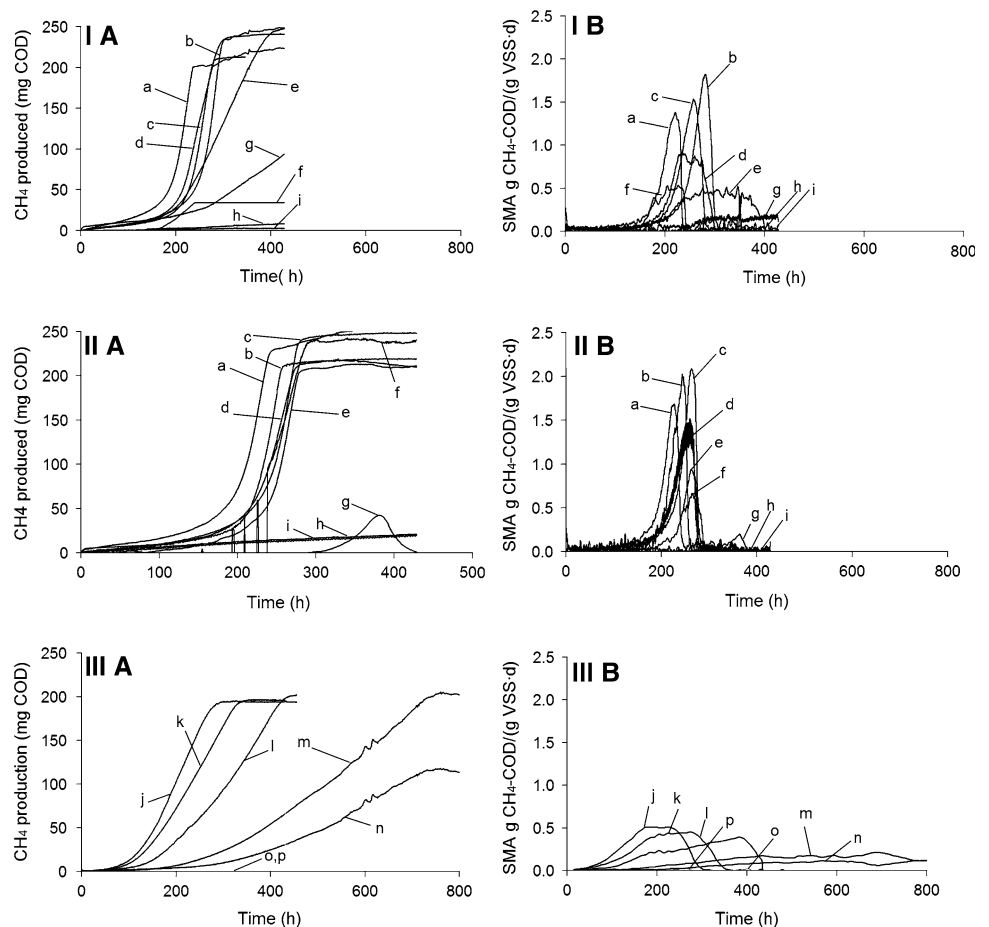 I A
CH₄ produced (mg COD)
250
200
150
100
50
0
0
200
400
600
800
Time( h)
a
b
c
d
e
g
f
h
i
I B
SMA g CH₄-COD/(g VSS·d)
2.5
2.0
1.5
1.0
0.5
0.0
0
200
400
600
800
Time (h)
a
c
b
d
e
f
g
h
i
II A
CH4 produced (mg COD)
250
200
150
100
50
0
0
100
200
300
400
500
Time (h)
a
b
c
d
e
f
g
h
i
II B
SMA g CH₄-COD/(g VSS·d)
2.5
2.0
1.5
1.0
0.5
0.0
0
200
400
600
800
Time (h)
a
b
c
d
e
f
g
h
i
III A
CH₄ production (mg COD)
250
200
150
100
50
0
0
200
400
600
800
Time (h)
j
k
l
m
n
o,p
III B
SMA g CH₄-COD/(g VSS·d)
2.5
2.0
1.5
1.0
0.5
0.0
0
200
400
600
800
Time (h)
j
k
l
p
o
m
n